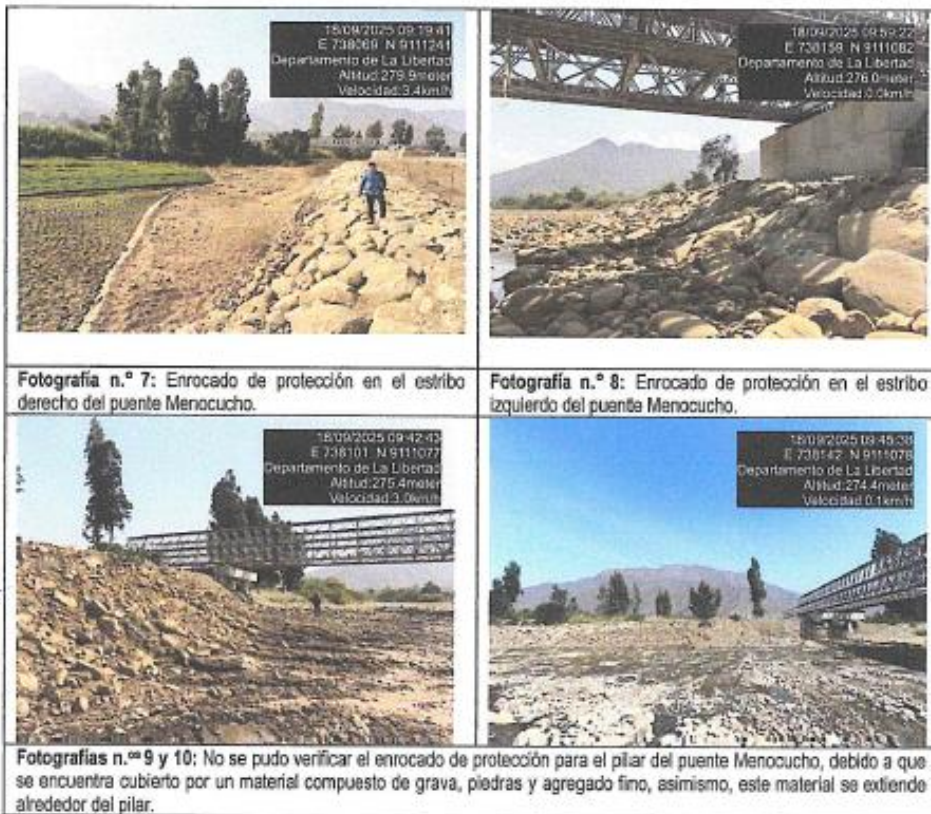 18/09/2025 09:19:41
E 738069 N 9111241
Departamento de La Libertad
Altitud:279.9meter
Velocidad:3.4km/h
18/09/2025 09:59:22
E 738159 N 9111082
Departamento de La Libertad
Altitud:276.0meter
Velocidad:0.0km/h
Fotografía n.º 7: Enrocado de protección en el estribo
derecho del puente Menocucho.
Fotografía n.º 8: Enrocado de protección en el estribo
izquierdo del puente Menocucho.
18/09/2025 09:42:43
E 738101 N 9111077
Departamento de La Libertad
Altitud:275.4meter
Velocidad:3.0km/h
18/09/2025 09:45:38
E 738142 N 9111078
Departamento de La Libertad
Altitud:274.4meter
Velocidad:0.1km/h
Fotografías n.ºs 9 y 10: No se pudo verificar el enrocado de protección para el pilar del puente Menocucho, debido a que
se encuentra cubierto por un material compuesto de grava, piedras y agregado fino, asimismo, este material se extiende
alrededor del pilar.